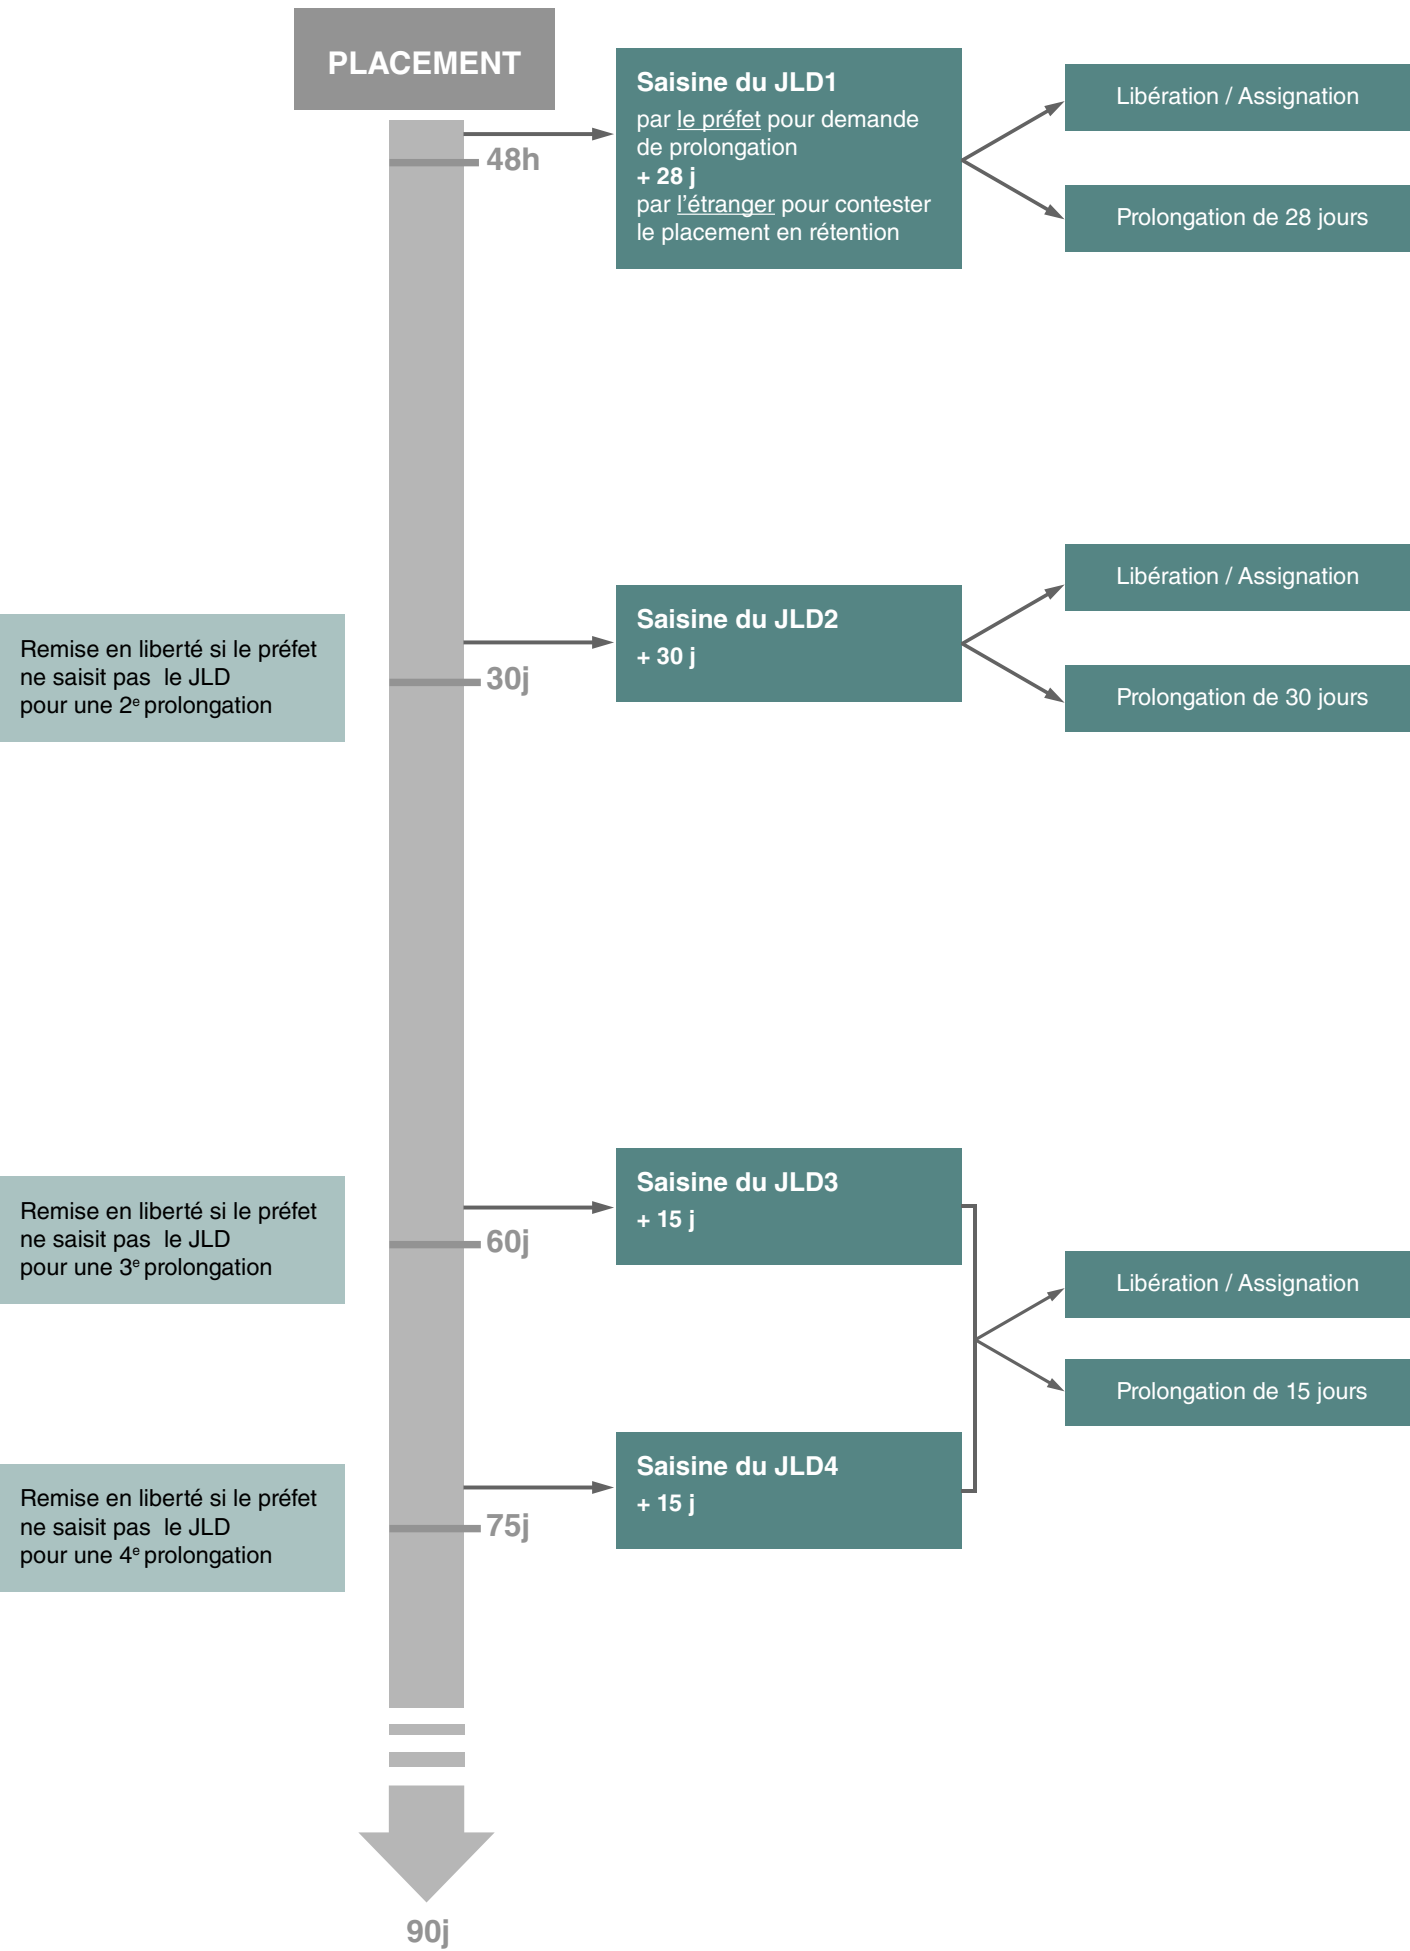 PLACEMENT
48h
Saisine du JLD1
par le préfet pour demande
de prolongation
+ 28 j
par l’étranger pour contester
le placement en rétention
Libération / Assignation
Prolongation de 28 jours
Remise en liberté si le préfet
ne saisit pas le JLD
pour une 2e prolongation
30j
Saisine du JLD2
+ 30 j
Libération / Assignation
Prolongation de 30 jours
Remise en liberté si le préfet
ne saisit pas le JLD
pour une 3e prolongation
60j
Saisine du JLD3
+ 15 j
Libération / Assignation
Prolongation de 15 jours
Remise en liberté si le préfet
ne saisit pas le JLD
pour une 4e prolongation
75j
Saisine du JLD4
+ 15 j
90j